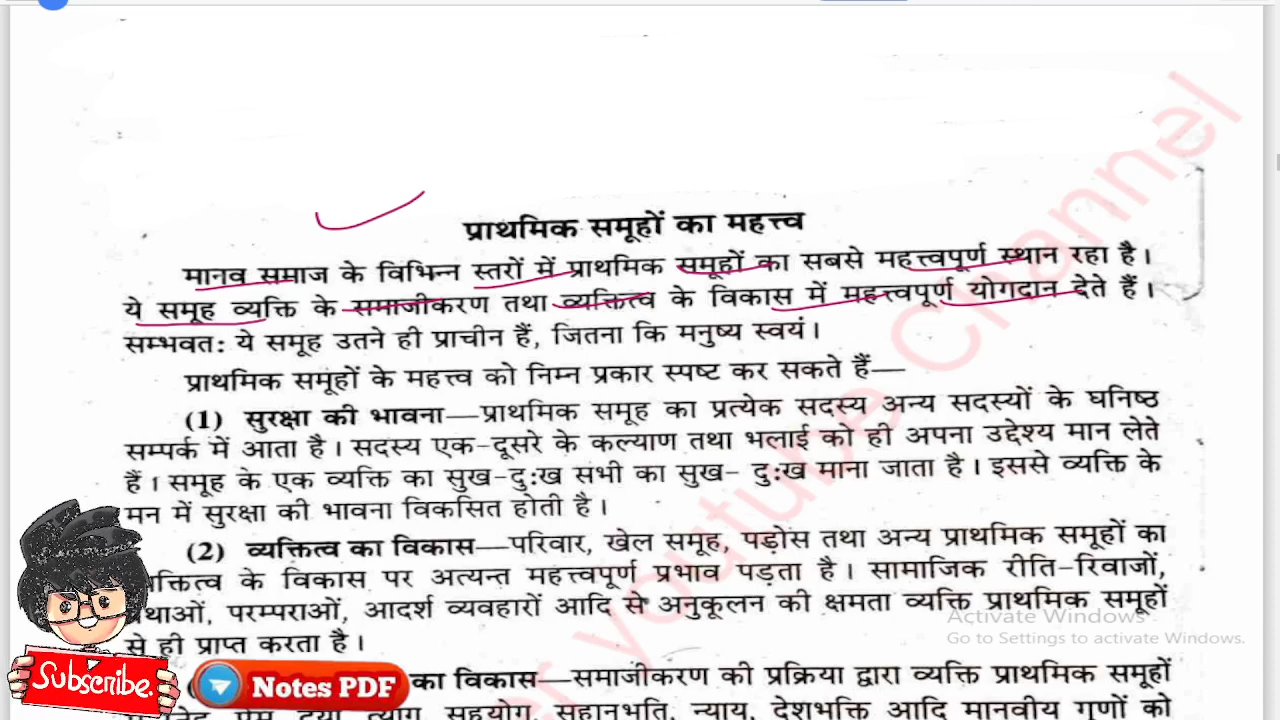 प्राथमिक समूहों का महत्त्व
मानव समाज के विभिन्न स्तरों में प्राथमिक समूहों का सबसे महत्त्वपूर्ण स्थान रहा है।
ये समूह व्यक्ति के समाजीकरण तथा व्यक्तित्व के विकास में महत्त्वपूर्ण योगदान देते हैं।
सम्भवतः ये समूह उतने ही प्राचीन हैं, जितना कि मनुष्य स्वयं।
प्राथमिक समूहों के महत्त्व को निम्न प्रकार स्पष्ट कर सकते हैं—
(1) सुरक्षा की भावना—प्राथमिक समूह का प्रत्येक सदस्य अन्य सदस्यों के घनिष्ठ
सम्पर्क में आता है। सदस्य एक-दूसरे के कल्याण तथा भलाई को ही अपना उद्देश्य मान लेते
हैं। समूह के एक व्यक्ति का सुख-दुःख सभी का सुख- दुःख माना जाता है। इससे व्यक्ति के
मन में सुरक्षा की भावना विकसित होती है।
(2) व्यक्तित्व का विकास—परिवार, खेल समूह, पड़ोस तथा अन्य प्राथमिक समूहों का
के विकास पर अत्यन्त महत्त्वपूर्ण प्रभाव पड़ता है। सामाजिक रीति-रिवाजों,
परम्पराओं, आदर्श व्यवहारों आदि से अनुकूलन की क्षमता व्यक्ति प्राथमिक समूहों
से ही प्राप्त करता है।
का विकास—समाजीकरण की प्रक्रिया द्वारा व्यक्ति प्राथमिक समूहों
त्याग, सहयोग, सहानुभूति, न्याय, देशभक्ति आदि मानवीय गुणों को
youtube Channel
Activate Windows
Go to Settings to activate Windows.
Subscribe.
Notes PDF